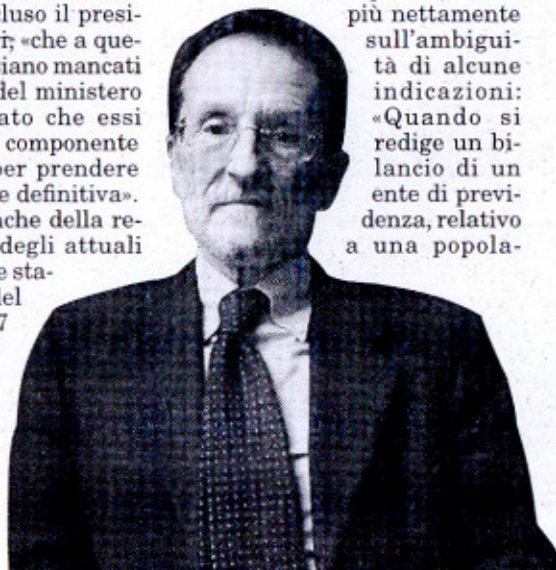 cluso il presi-
«che a que-
iano mancati
del ministero
ato che essi
componente
per prendere
e definitiva».
nche della re-
degli attuali
e sta-
del
7
più nettamente
sull'ambigui-
tà di alcune
indicazioni:
«Quando si
redige un bi-
lancio di un
ente di previ-
denza, relativo
a una popola-